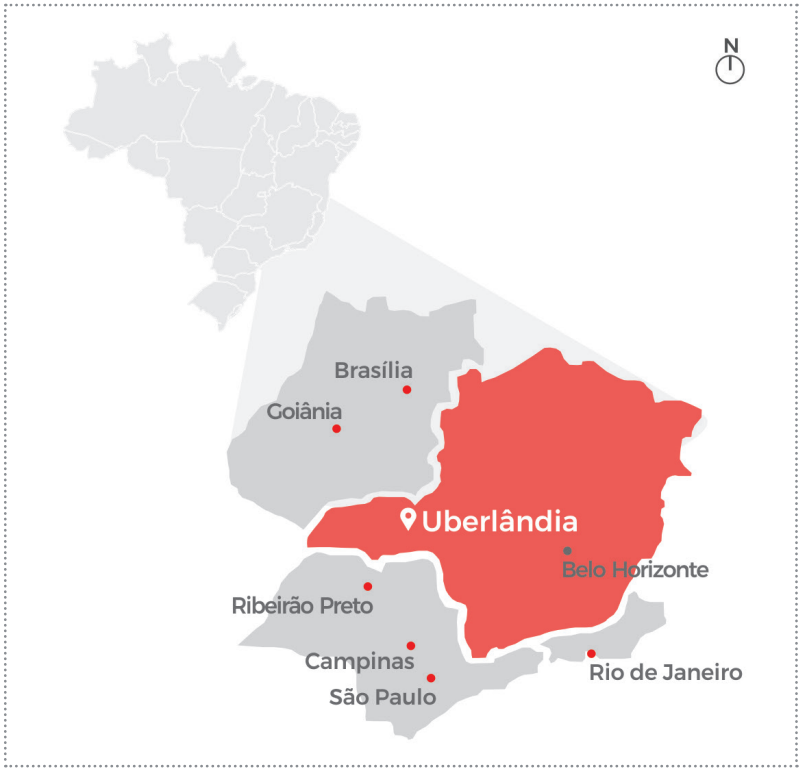 N
Brasília
Goiânia
Uberlândia
Belo Horizonte
Ribeirão Preto
Campinas
Rio de Janeiro
São Paulo